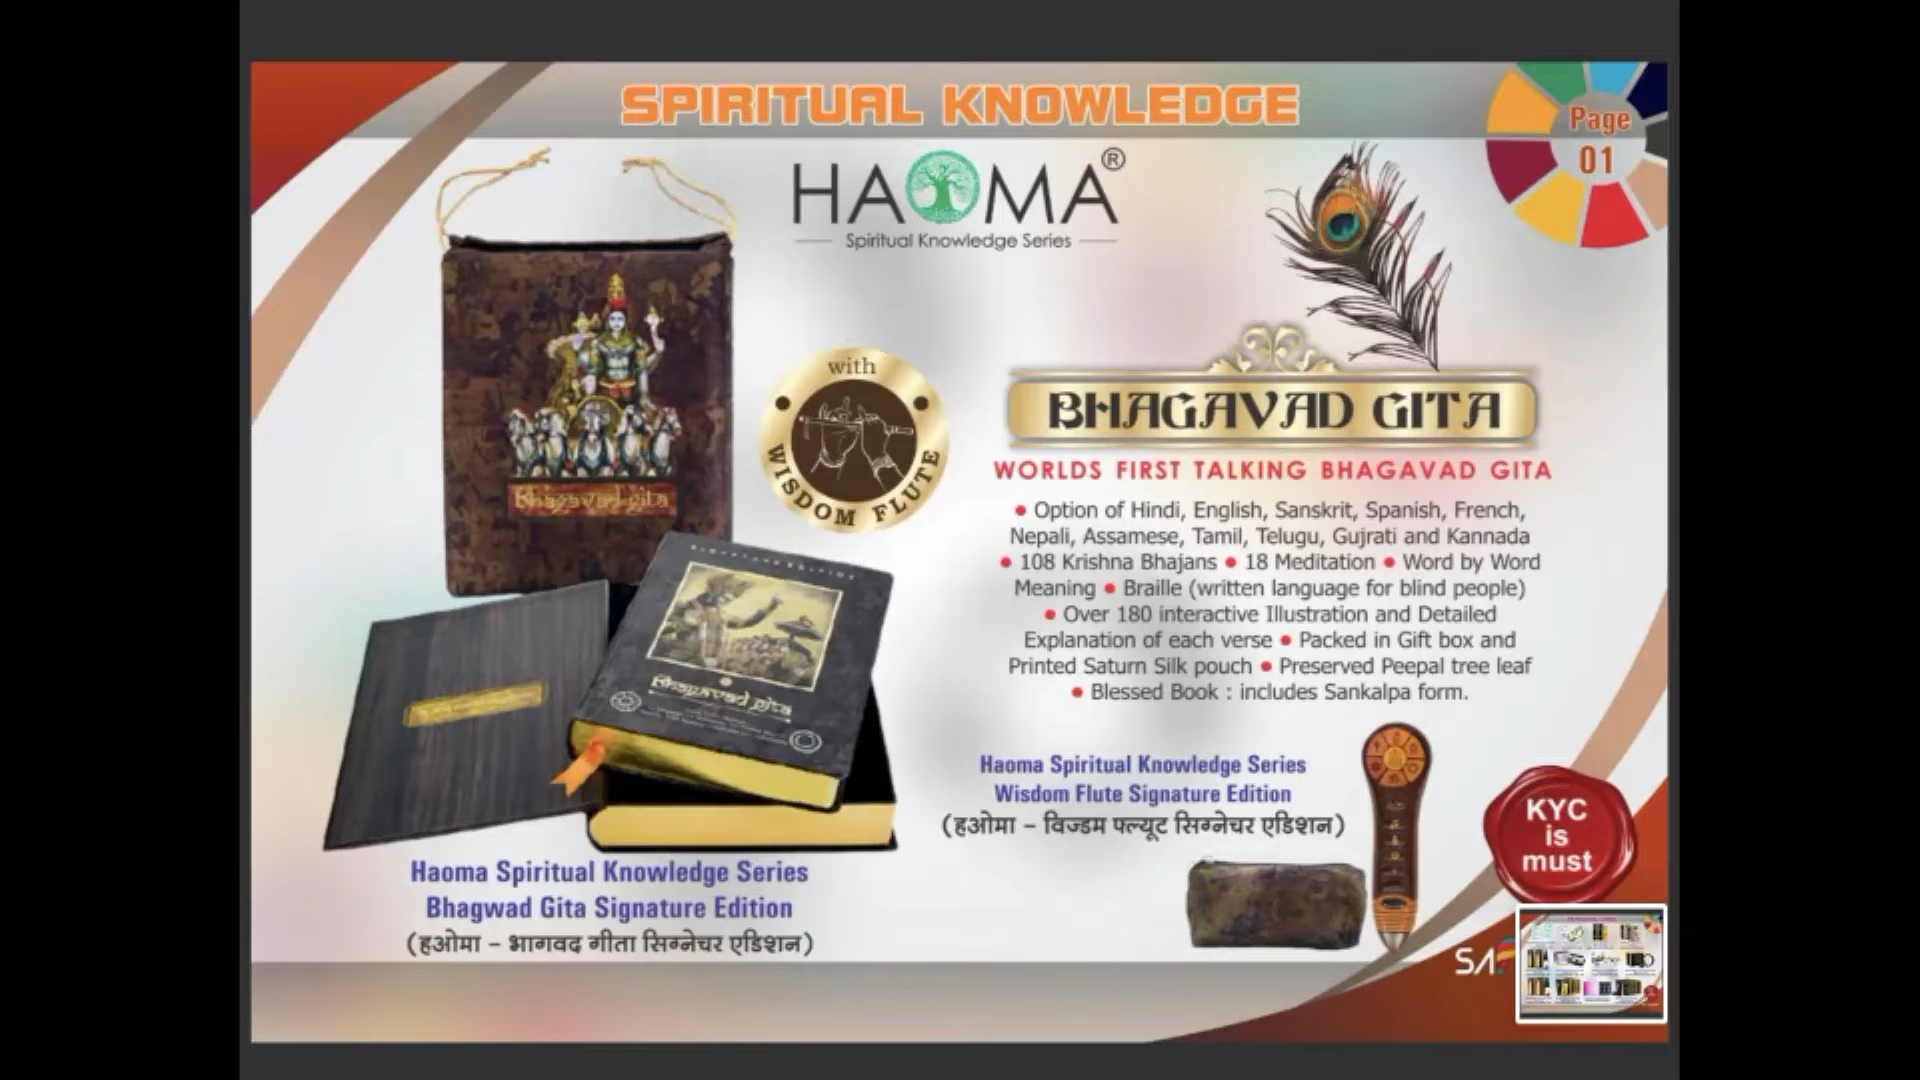 SPIRITUAL KNOWLEDGE
Page
01
HAOMA®
Spiritual Knowledge Series
Bhagavad gita
with
WISDOM FLUTE
BHAGAVAD GITA
WORLDS FIRST TALKING BHAGAVAD GITA
• Option of Hindi, English, Sanskrit, Spanish, French,
Nepali, Assamese, Tamil, Telugu, Gujrati and Kannada
• 108 Krishna Bhajans • 18 Meditation • Word by Word
Meaning • Braille (written language for blind people)
• Over 180 interactive Illustration and Detailed
Explanation of each verse • Packed in Gift box and
Printed Saturn Silk pouch • Preserved Peepal tree leaf
• Blessed Book : includes Sankalpa form.
SIGNATURE EDITION
Bhagavad gita
Haoma Spiritual Knowledge Series
Wisdom Flute Signature Edition
(हओमा – विज्डम फ्ल्यूट सिग्नेचर एडिशन)
KYC
is
must
Haoma Spiritual Knowledge Series
Bhagwad Gita Signature Edition
(हओमा – भागवद गीता सिग्नेचर एडिशन)